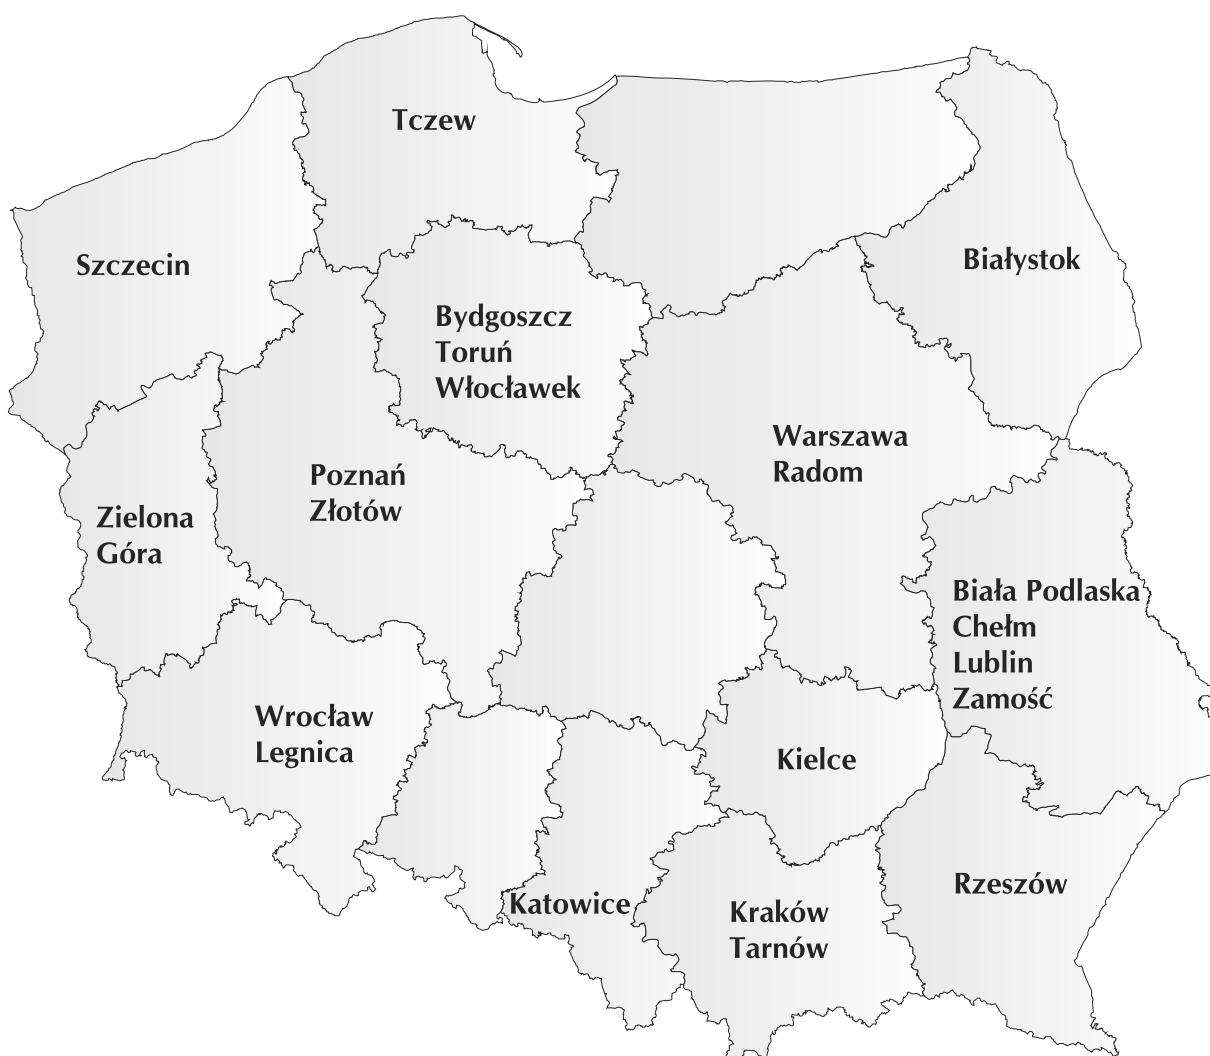 Tczew
Szczecin
Białystok
Bydgoszcz
Toruń
Włocławek
Warszawa
Radom
Poznań
Złotów
Zielona
Góra
Biała Podlaska
Chełm
Lublin
Zamość
Wrocław
Legnica
Kielce
Rzeszów
Katowice
Kraków
Tarnów